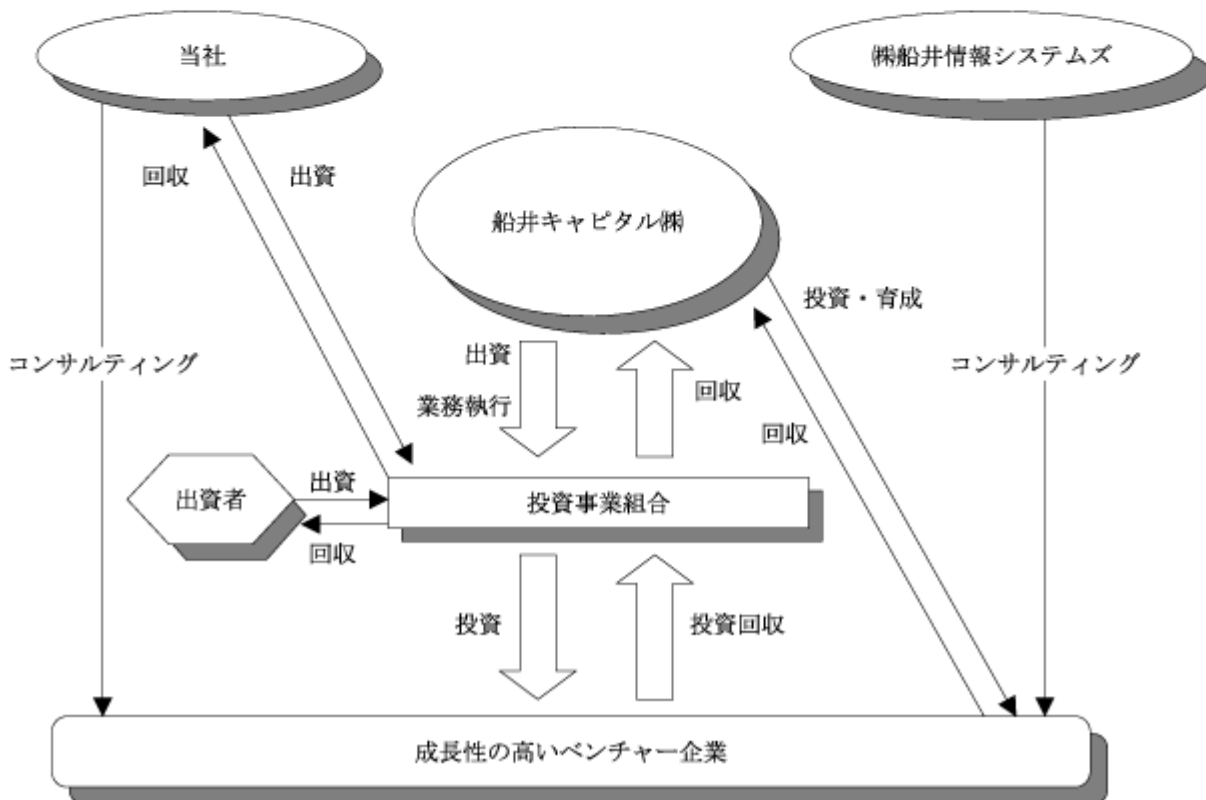 当社
㈱船井情報システムズ
回収
出資
船井キャピタル㈱
投資・育成
コンサルティング
出資
業務執行
回収
コンサルティング
回収
出資者
出資
回収
投資事業組合
投資
投資回収
成長性の高いベンチャー企業